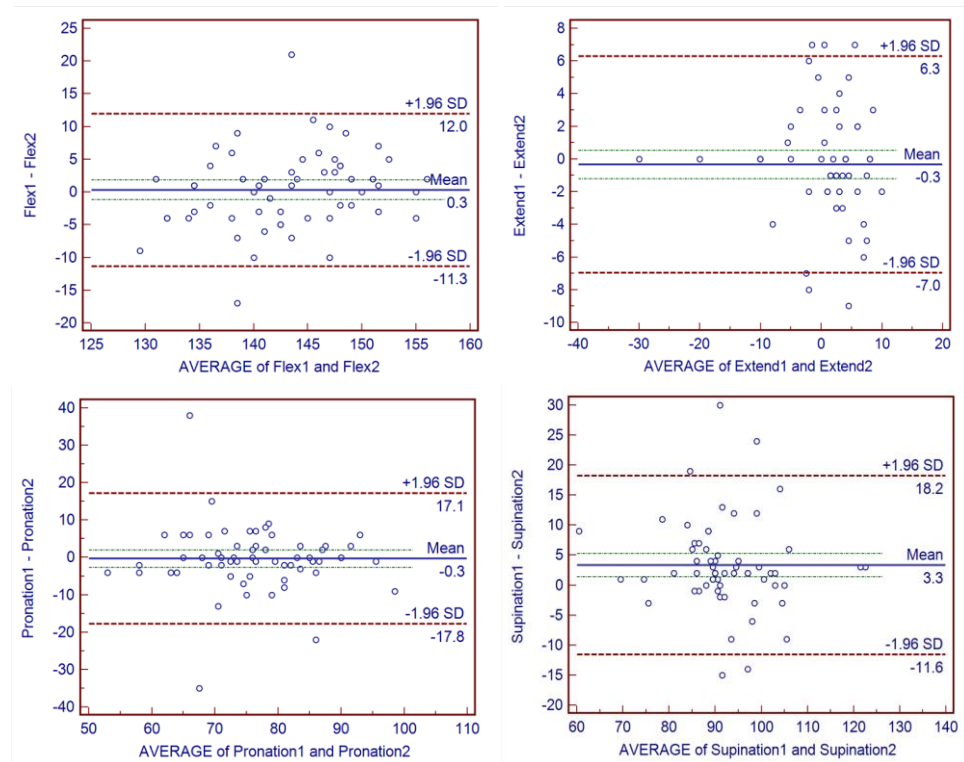 25
20
15
10
5
0
-5
-10
-15
-20
Flex1 - Flex2
+1.96 SD
12.0
Mean
0.3
-1.96 SD
-11.3
125 130 135 140 145 150 155 160
AVERAGE of Flex1 and Flex2
8
6
4
2
0
-2
-4
-6
-8
-10
Extend1 - Extend2
+1.96 SD
6.3
Mean
-0.3
-1.96 SD
-7.0
-40 -30 -20 -10 0 10 20
AVERAGE of Extend1 and Extend2
40
30
20
10
0
-10
-20
-30
-40
Pronation1 - Pronation2
+1.96 SD
17.1
Mean
-0.3
-1.96 SD
-17.8
50 60 70 80 90 100 110
AVERAGE of Pronation1 and Pronation2
30
25
20
15
10
5
0
-5
-10
-15
-20
Supination1 - Supination2
+1.96 SD
18.2
Mean
3.3
-1.96 SD
-11.6
60 70 80 90 100 110 120 130 140
AVERAGE of Supination1 and Supination2